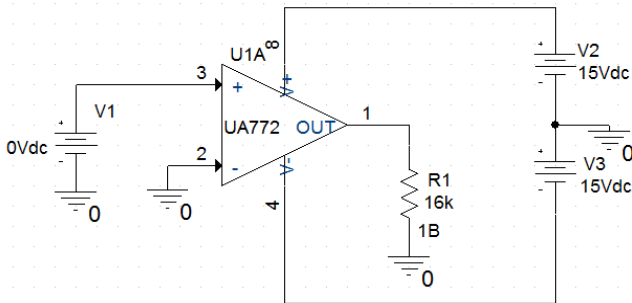 U1A
8
V2
15Vdc
3
+
V+
V1
UA772
OUT
1
0Vdc
2
-
V-
0
V3
15Vdc
4
R1
16k
1B
0
0
0